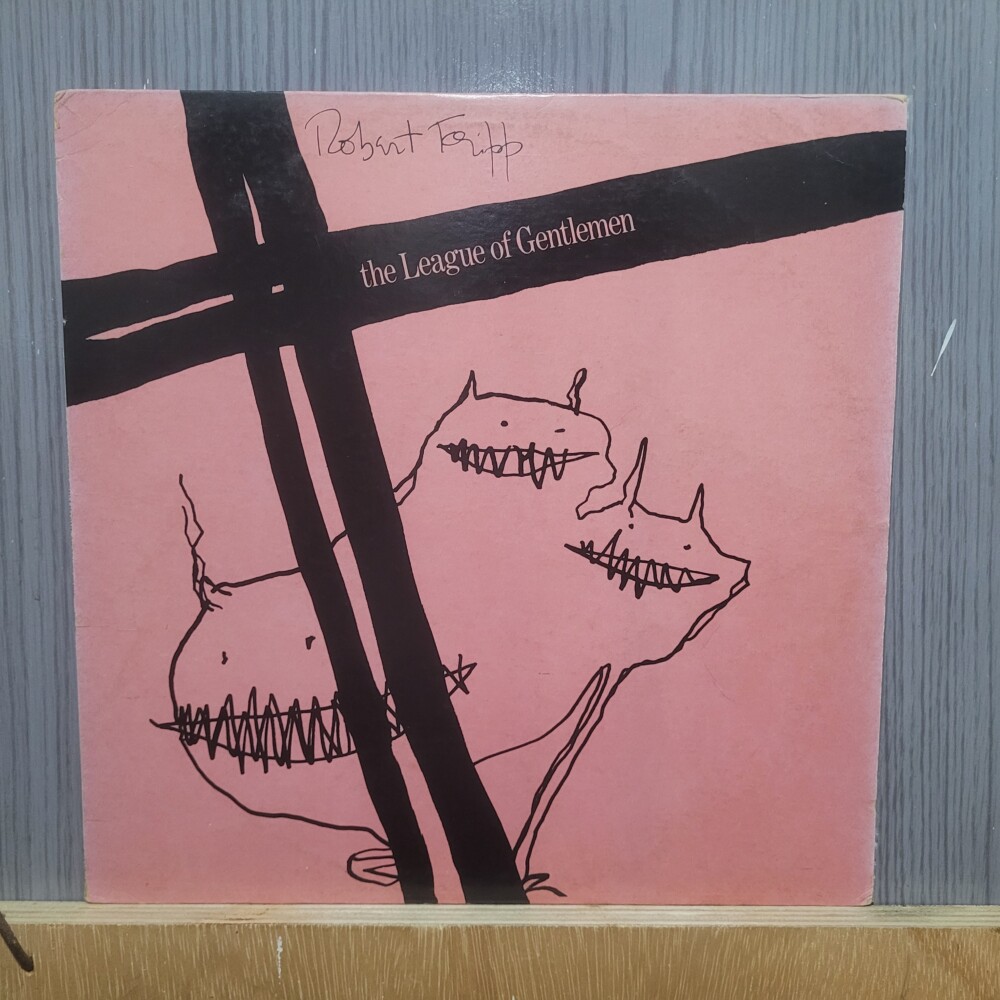 Robert Fripp
the League of Gentlemen